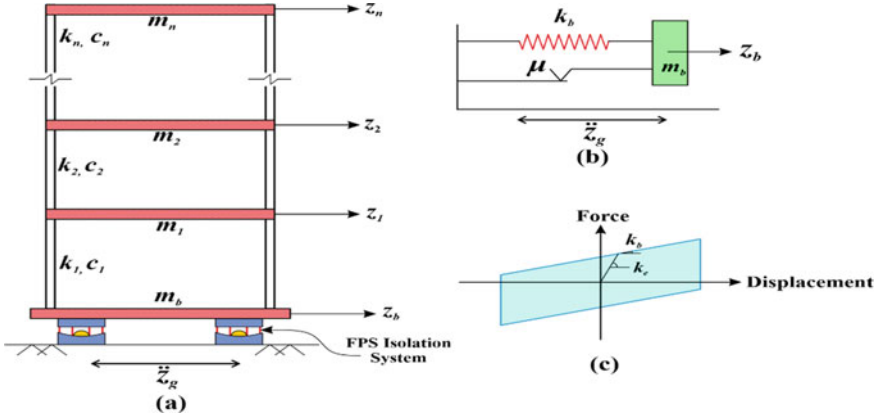 m_n
z_n
k_n, c_n
m_2
z_2
k_2, c_2
m_1
z_1
k_1, c_1
m_b
z_b
FPS Isolation
System
z̈_g
(a)
k_b
μ
m_b
z_b
z̈_g
(b)
Force
k_b
k_e
Displacement
(c)